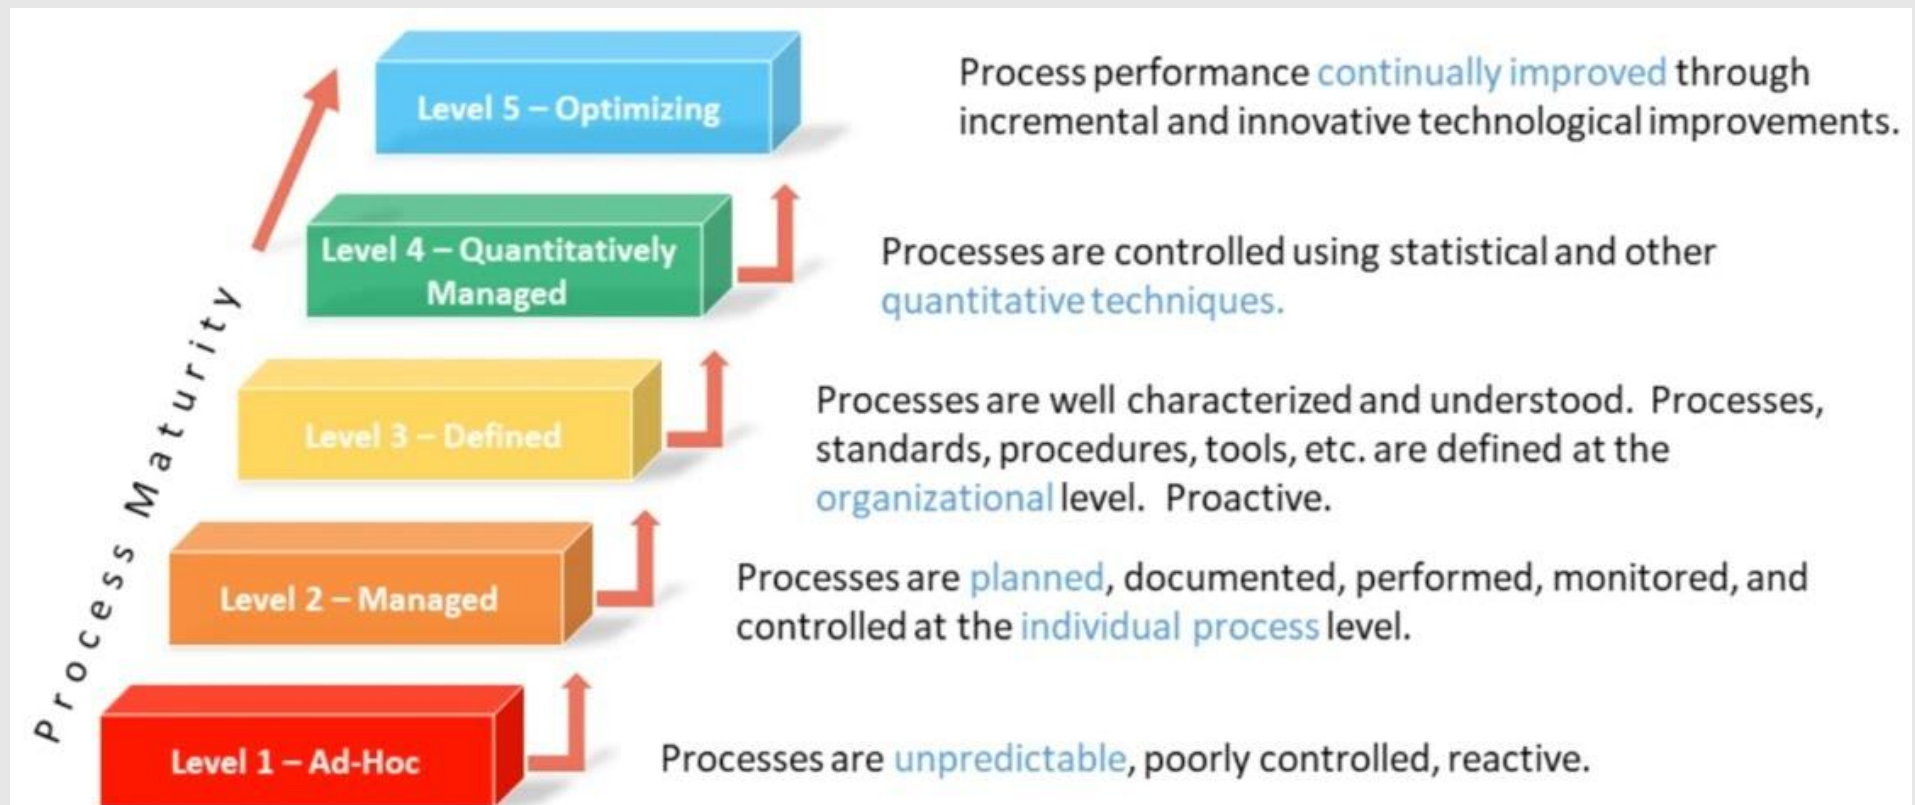 Level 5 – Optimizing
Process performance continually improved through
incremental and innovative technological improvements.
Level 4 – Quantitatively
Managed
Processes are controlled using statistical and other
quantitative techniques.
Level 3 – Defined
Processes are well characterized and understood. Processes,
standards, procedures, tools, etc. are defined at the
organizational level. Proactive.
Level 2 – Managed
Processes are planned, documented, performed, monitored, and
controlled at the individual process level.
Level 1 – Ad-Hoc
Processes are unpredictable, poorly controlled, reactive.
Process Maturity